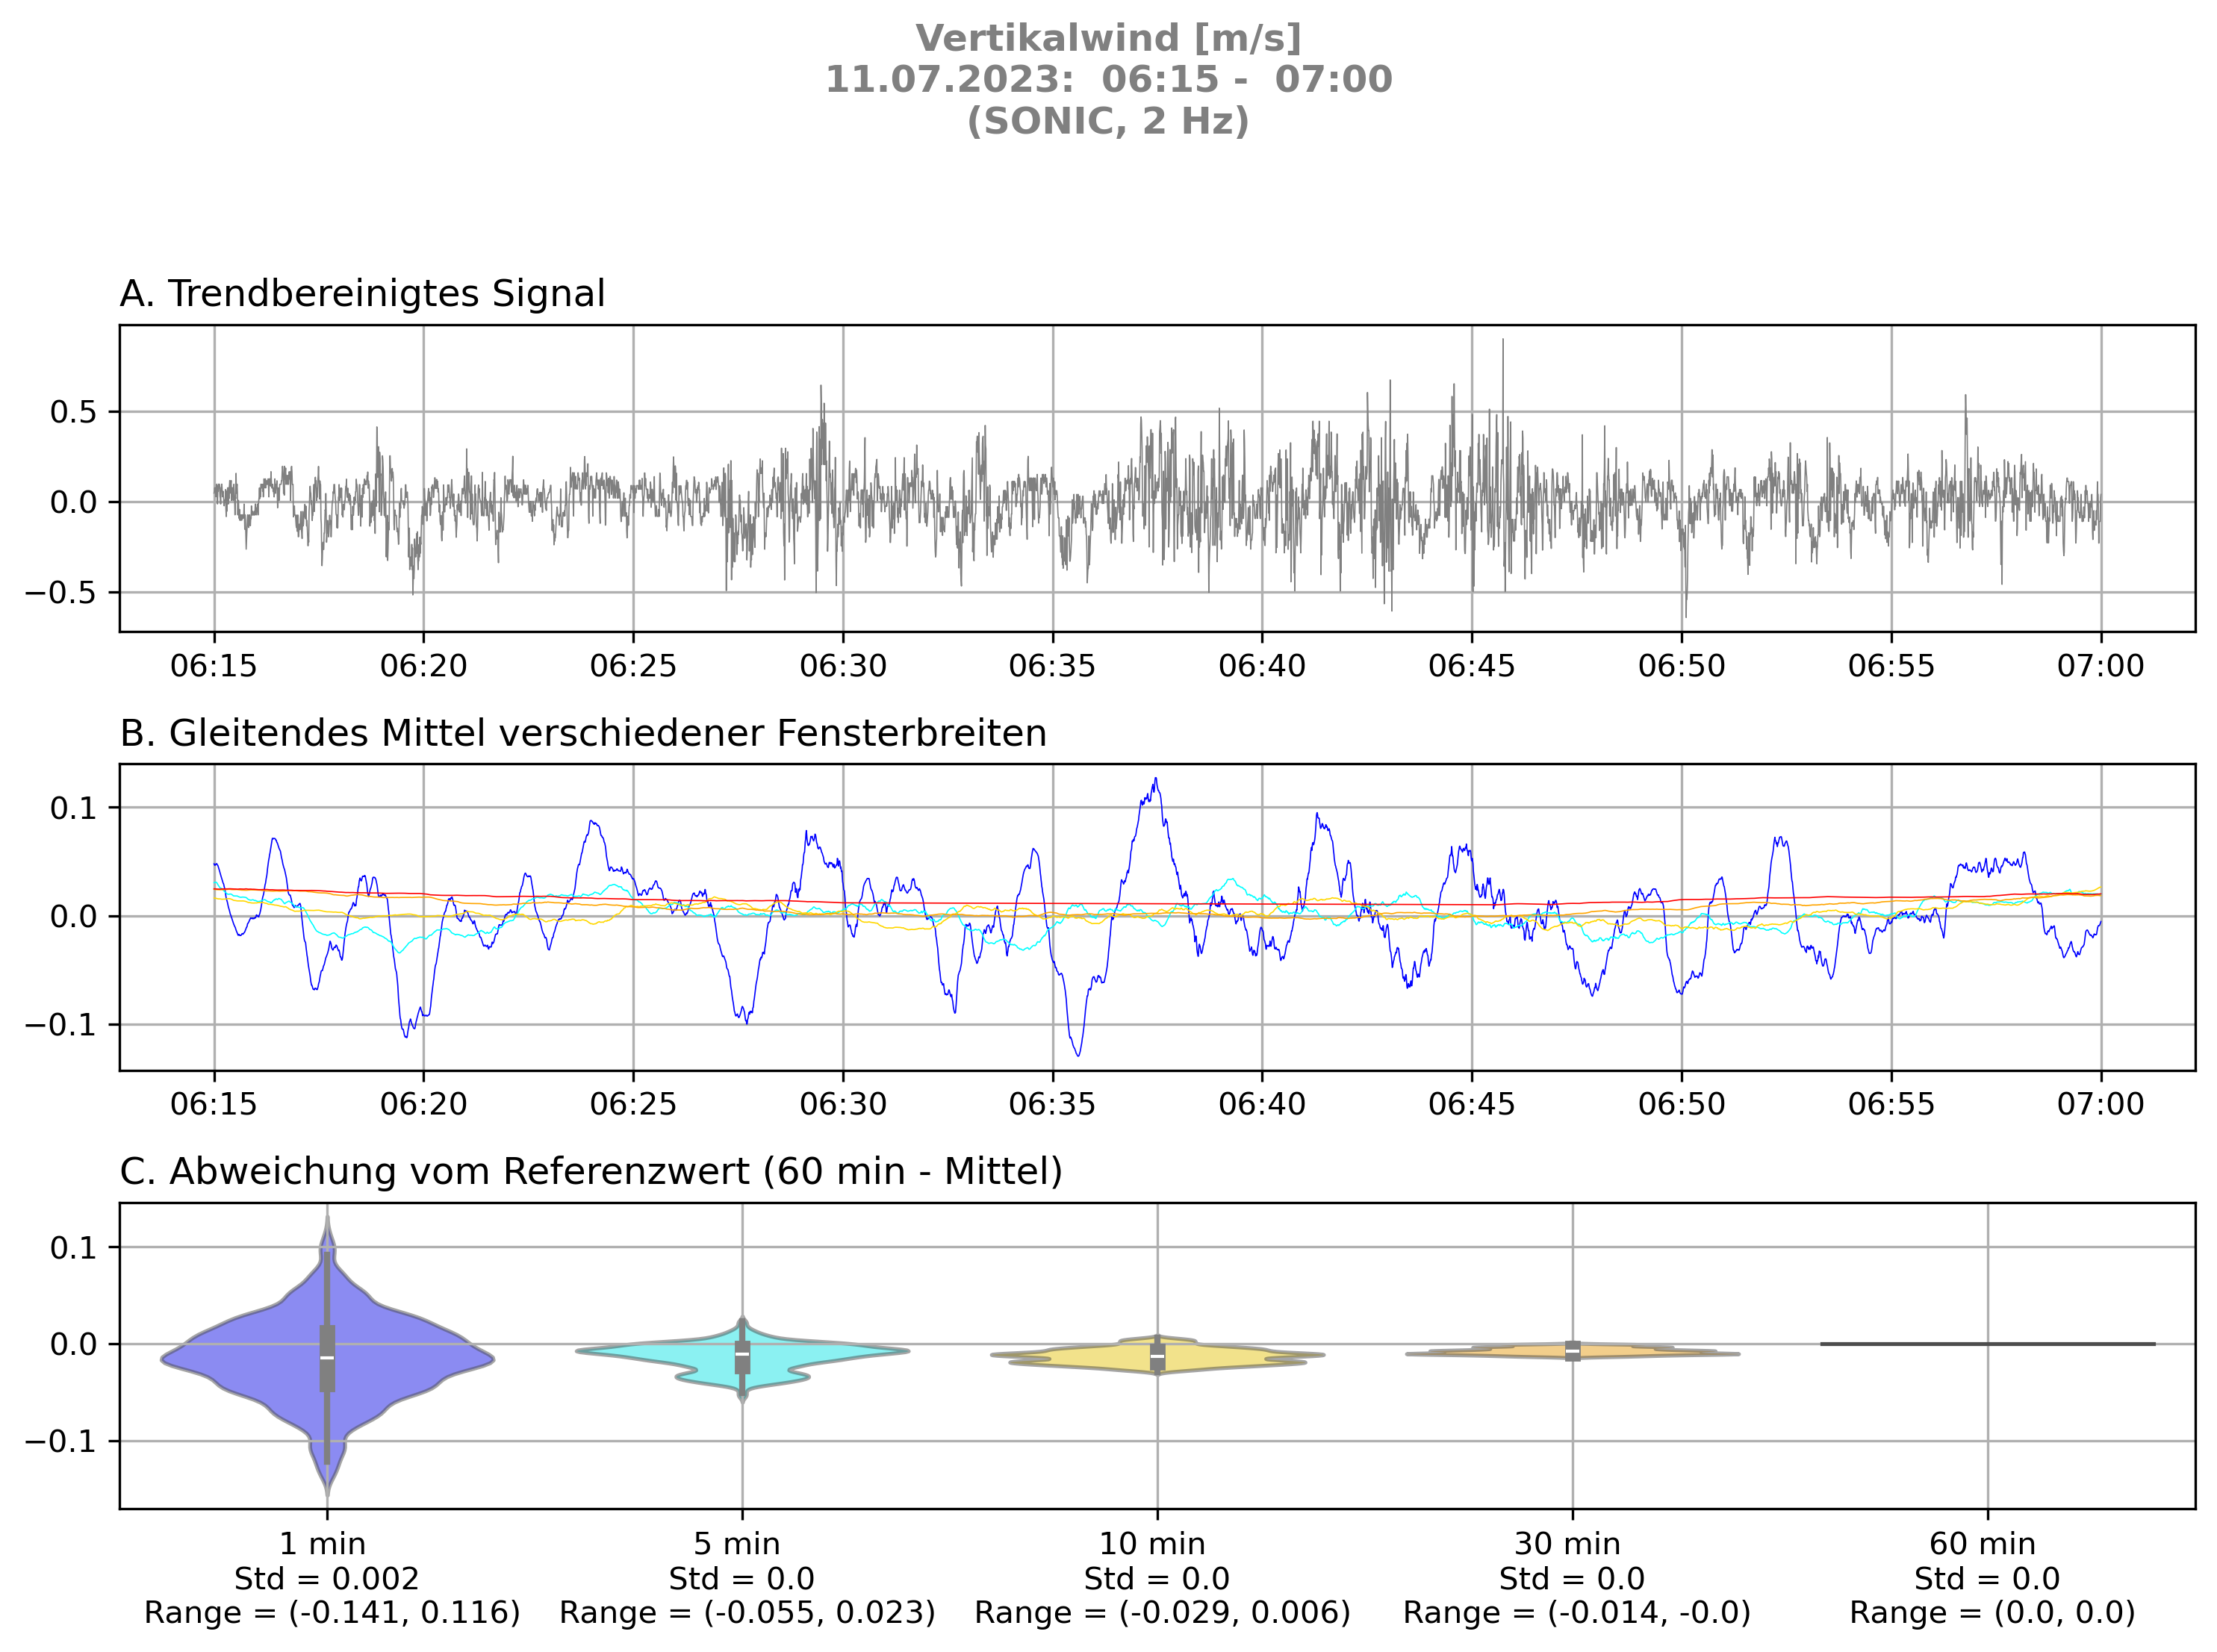 Vertikalwind [m/s]
11.07.2023:  06:15 -  07:00
(SONIC, 2 Hz)
A. Trendbereinigtes Signal
0.5
0.0
−0.5
06:15 06:20 06:25 06:30 06:35 06:40 06:45 06:50 06:55 07:00
B. Gleitendes Mittel verschiedener Fensterbreiten
0.1
0.0
−0.1
06:15 06:20 06:25 06:30 06:35 06:40 06:45 06:50 06:55 07:00
C. Abweichung vom Referenzwert (60 min - Mittel)
0.1
0.0
−0.1
1 min 5 min 10 min 30 min 60 min
Std = 0.002 Std = 0.0 Std = 0.0 Std = 0.0 Std = 0.0
Range = (-0.141, 0.116) Range = (-0.055, 0.023) Range = (-0.029, 0.006) Range = (-0.014, -0.0) Range = (0.0, 0.0)